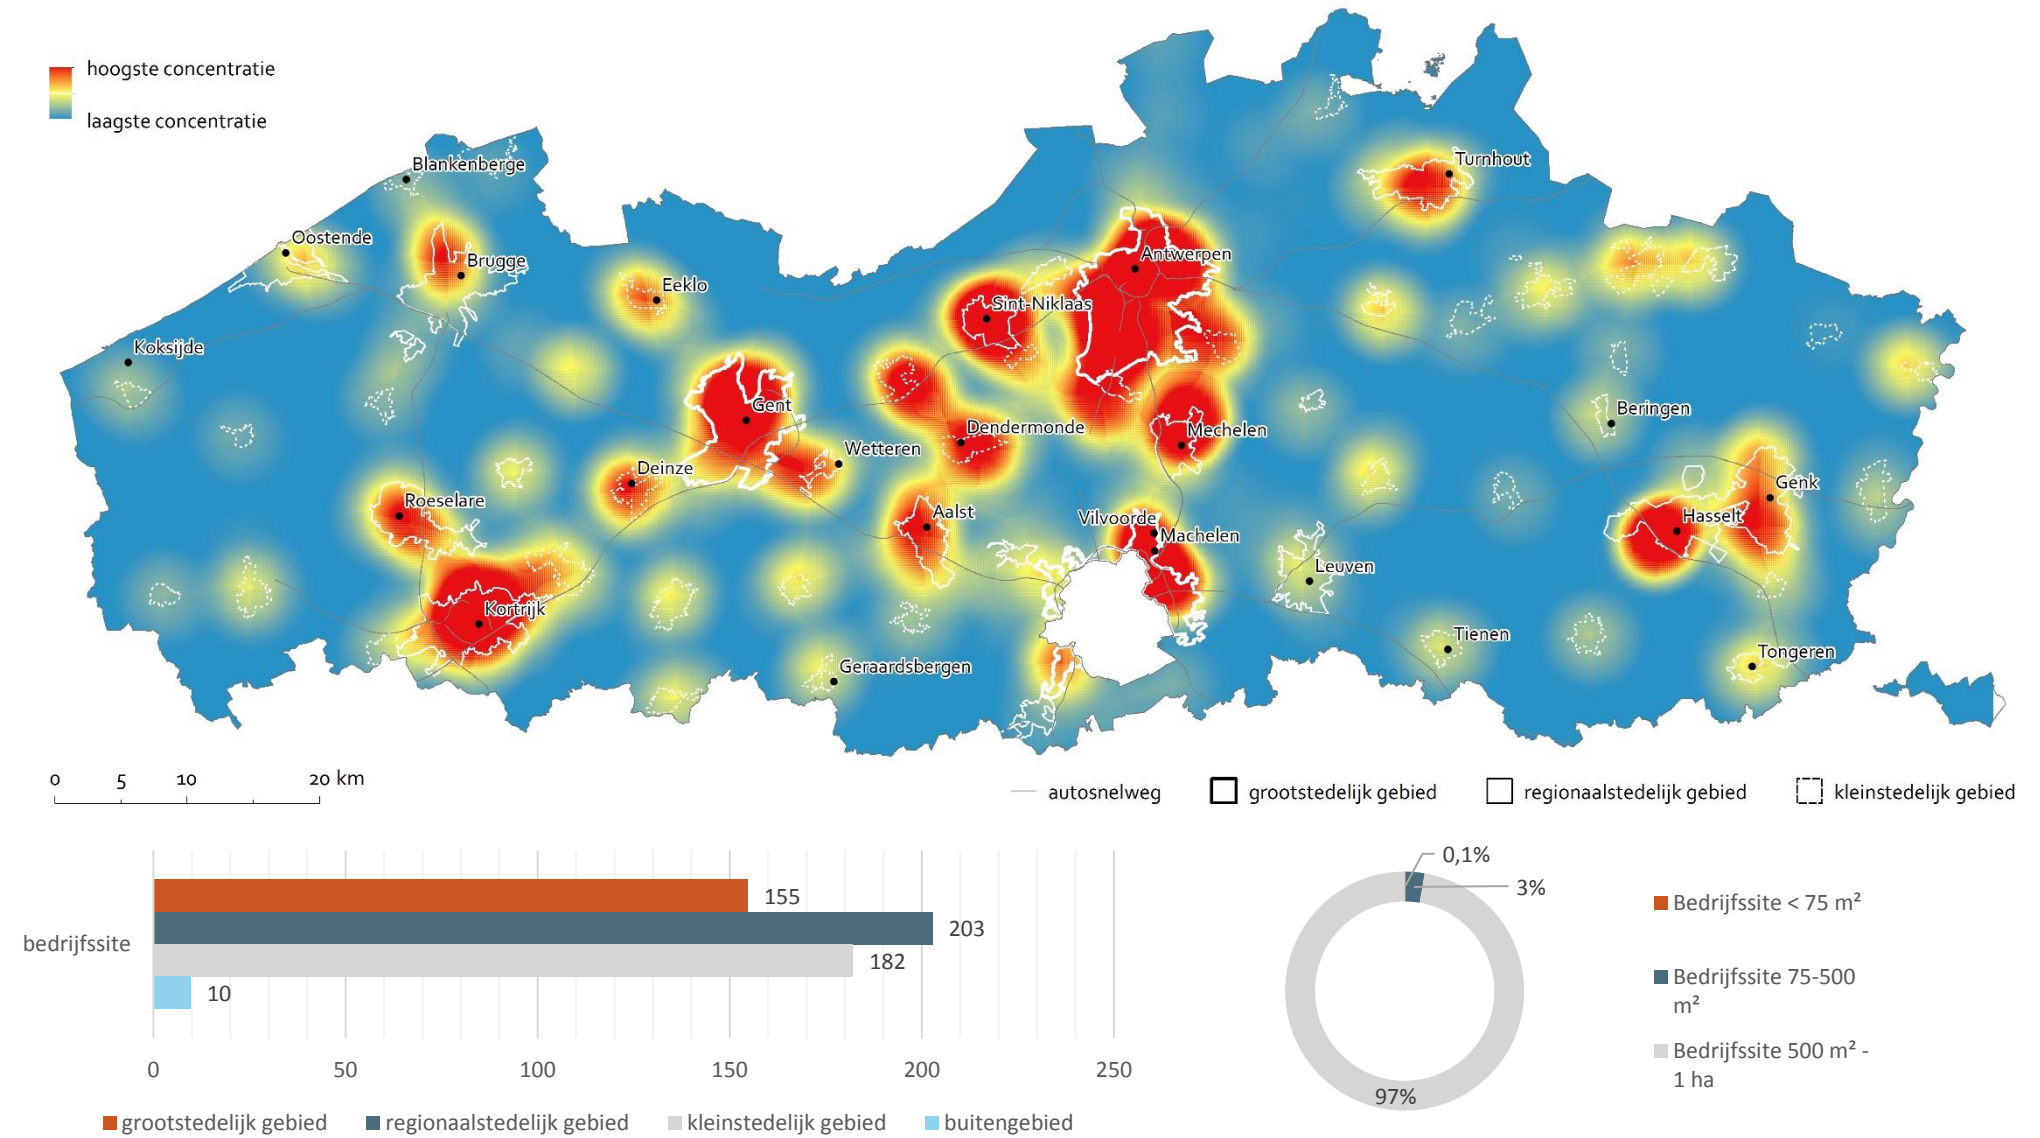 hoogste concentratie
laagste concentratie
Blankenberge
Turnhout
Oostende
Brugge
Antwerpen
Eeklo
Sint-Niklaas
Koksijde
Gent
Beringen
Dendermonde
Mechelen
Wetteren
Deinze
Genk
Roeselare
Aalst
Vilvoorde
Hasselt
Machelen
Leuven
Kortrijk
Tienen
Tongeren
Geraardsbergen
0 5 10 20 km
autosnelweg grootstedelijk gebied regionaalstedelijk gebied kleinstedelijk gebied
155
203
bedrijfssite
182
10
0 50 100 150 200 250
grootstedelijk gebied regionaalstedelijk gebied kleinstedelijk gebied buitengebied
0,1%
3%
97%
Bedrijfssite < 75 m²
Bedrijfssite 75-500
m²
Bedrijfssite 500 m² -
1 ha